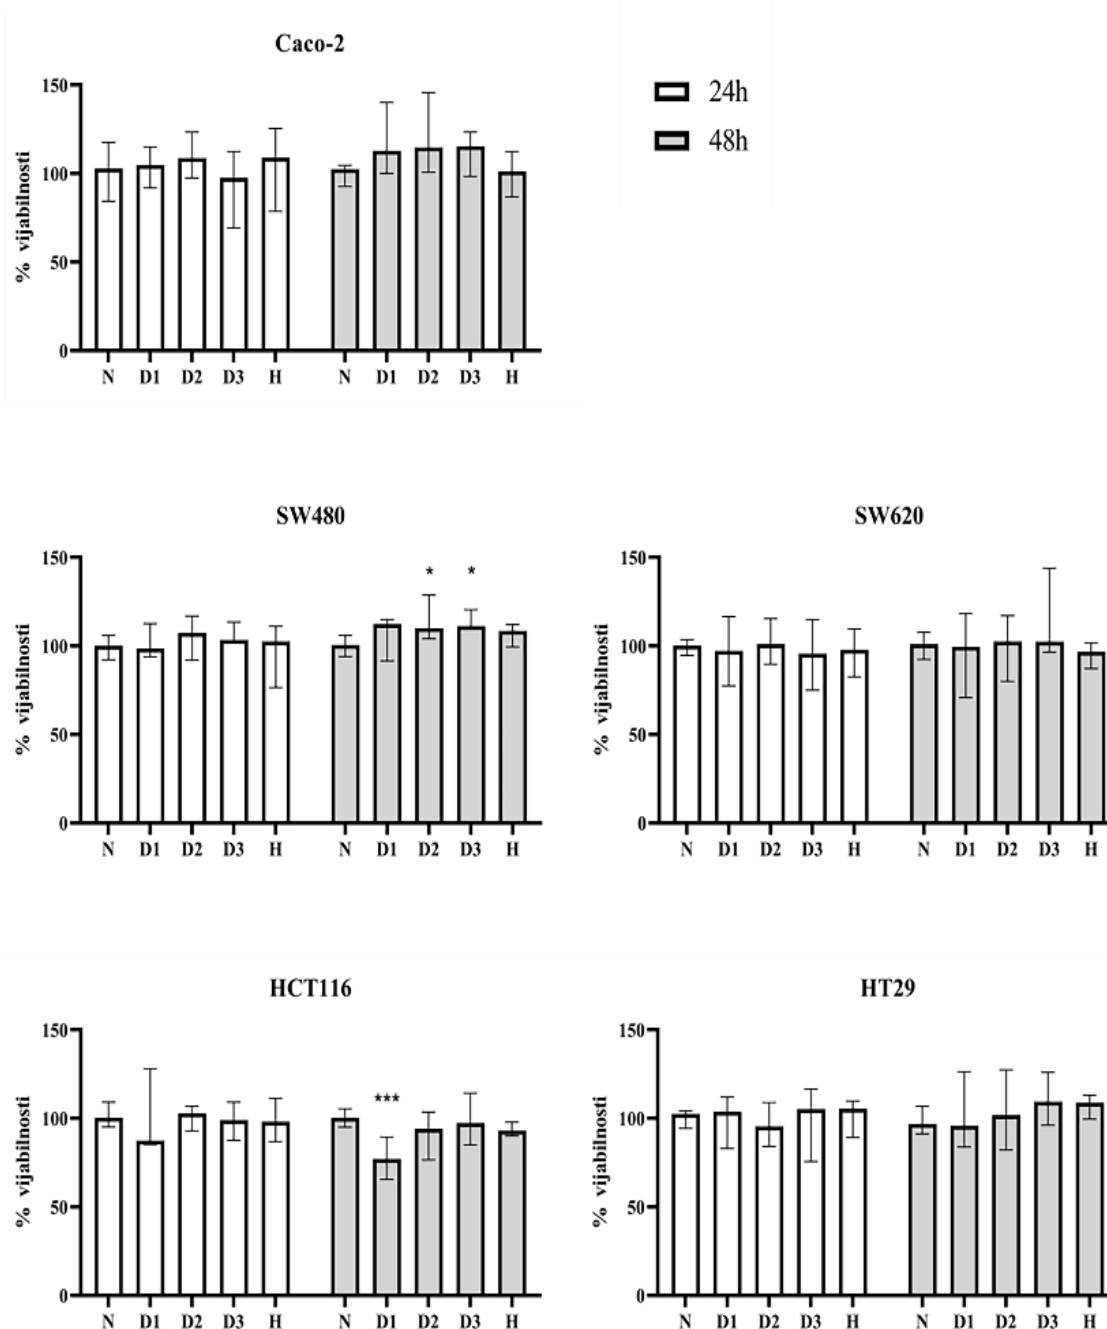 Caco-2
24h
48h
% vijabilnosti
150
100
50
0
N D1 D2 D3 H N D1 D2 D3 H
SW480
% vijabilnosti
150
100
50
0
* *
N D1 D2 D3 H N D1 D2 D3 H
SW620
% vijabilnosti
150
100
50
0
N D1 D2 D3 H N D1 D2 D3 H
HCT116
% vijabilnosti
150
100
50
0
***
N D1 D2 D3 H N D1 D2 D3 H
HT29
% vijabilnosti
150
100
50
0
N D1 D2 D3 H N D1 D2 D3 H